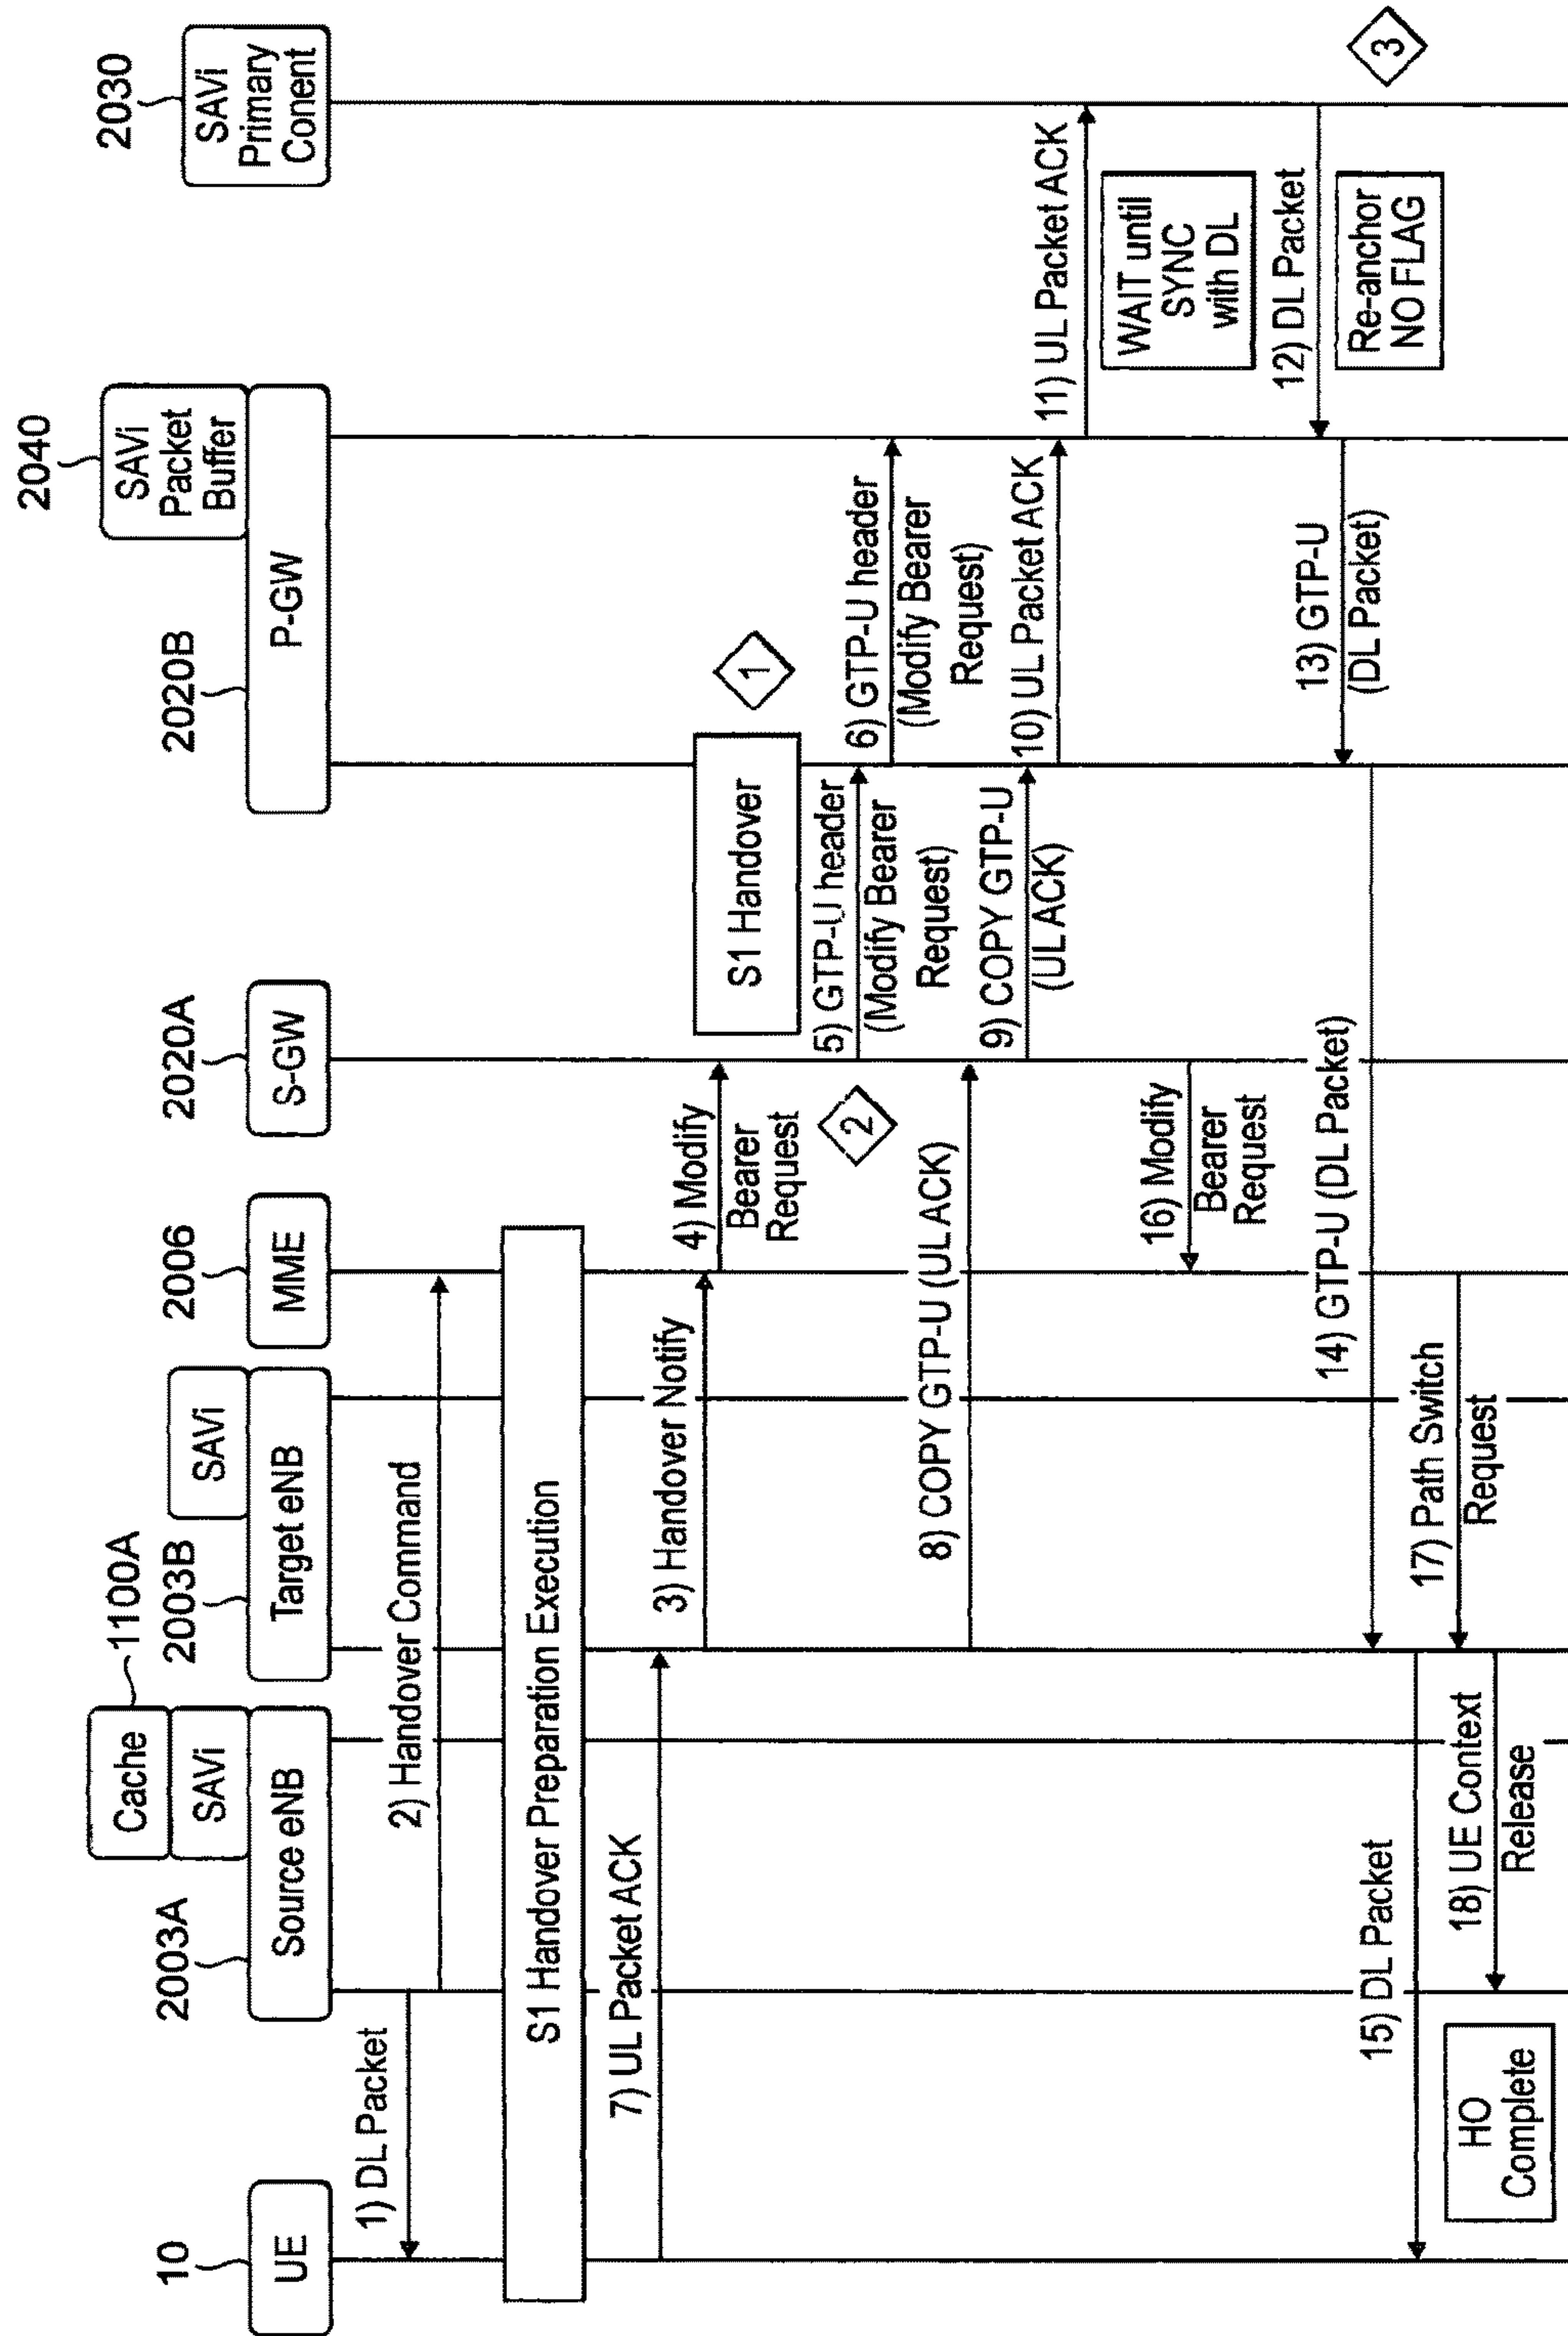 10
UE
2003A
Cache
1100A
SAVi
Source eNB
2003B
SAVi
Target eNB
2006
MME
2020A
S-GW
2020B
P-GW
2040
SAVi
Packet
Buffer
2030
SAVi
Primary
Conent
1) DL Packet
2) Handover Command
S1 Handover Preparation Execution
7) UL Packet ACK
3) Handover Notify
4) Modify
Bearer
Request
S1 Handover
1
2
5) GTP-U header
(Modify Bearer
Request)
6) GTP-U header
(Modify Bearer
Request)
8) COPY GTP-U (UL ACK)
9) COPY GTP-U
(UL ACK)
10) UL Packet ACK
11) UL Packet ACK
WAIT until
SYNC
with DL
16) Modify
Bearer
Request
12) DL Packet
Re-anchor
NO FLAG
3
13) GTP-U
(DL Packet)
14) GTP-U (DL Packet)
15) DL Packet
17) Path Switch
Request
18) UE Context
Release
HO
Complete